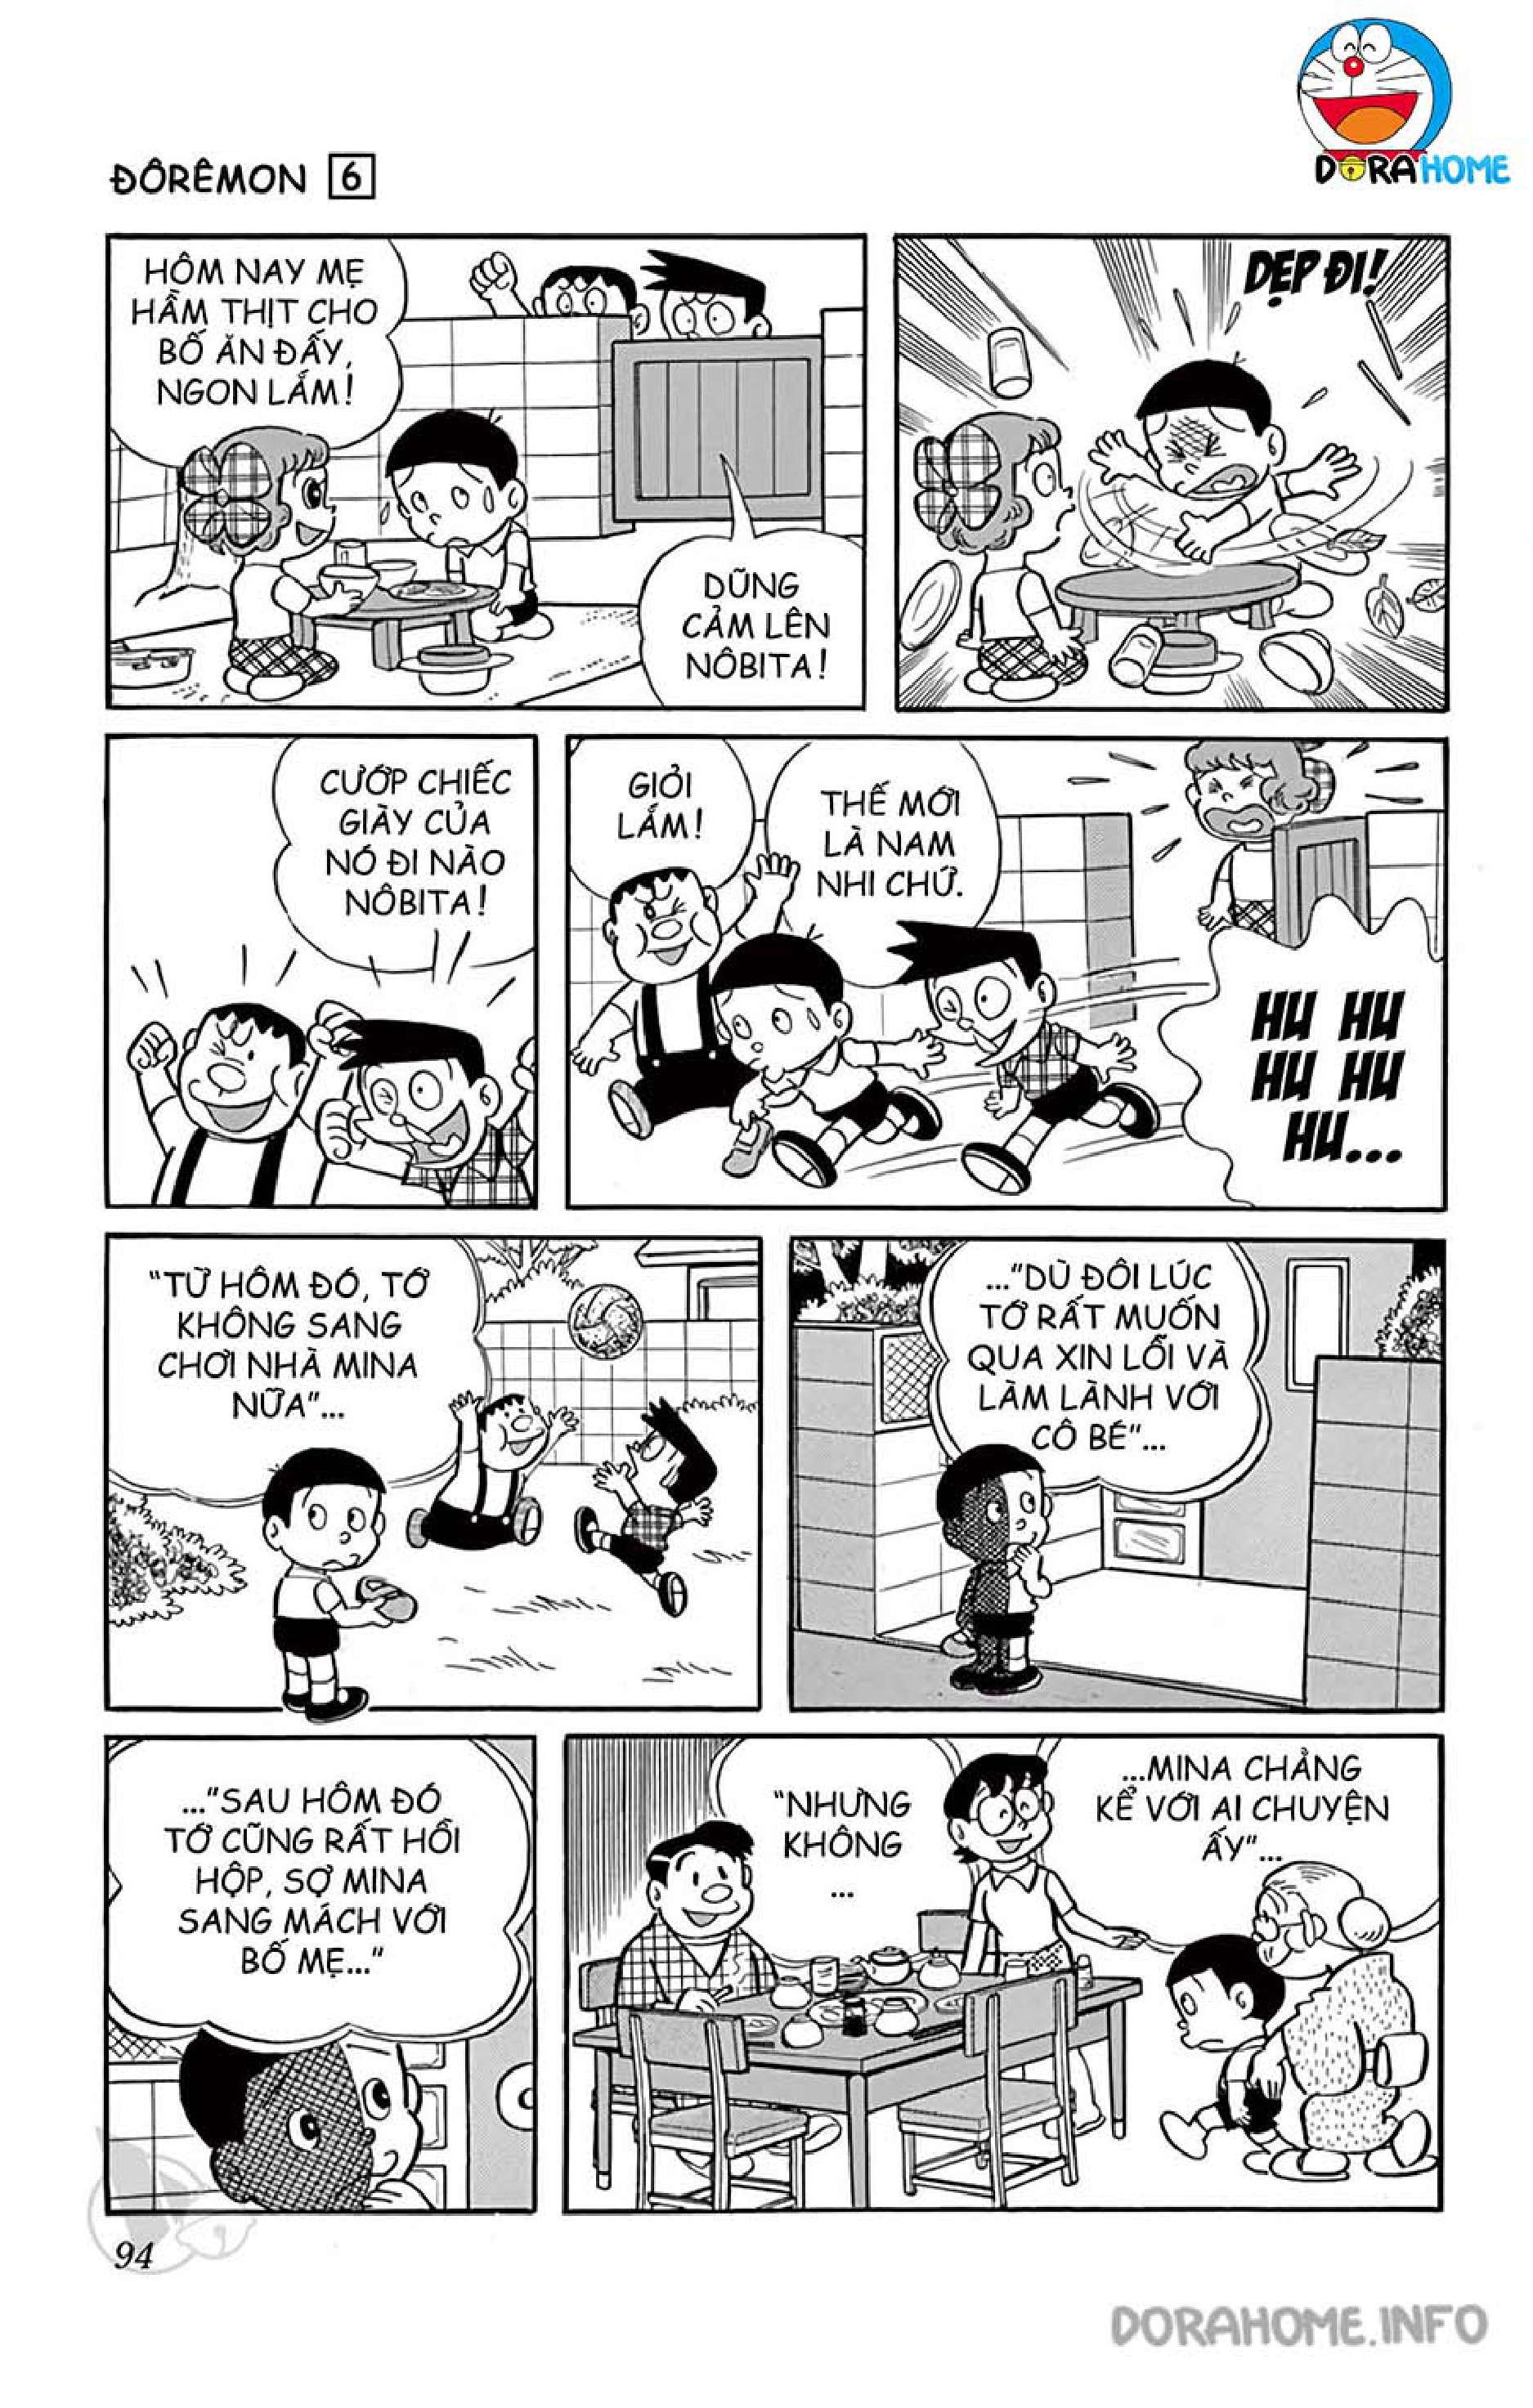 DORAHOME
ĐÔRÊMON 6
HÔM NAY MẸ
HẦM THỊT CHO
BỐ ĂN ĐẤY,
NGON LẮM!
DŨNG
CẢM LÊN
NÔBITA!
DẸP ĐI!
CƯỚP CHIẾC
GIÀY CỦA
NÓ ĐI NÀO
NÔBITA!
GIỎI
LẮM!
THẾ MỚI
LÀ NAM
NHI CHỨ.
HU HU
HU HU
HU...
"TỪ HÔM ĐÓ, TỚ
KHÔNG SANG
CHƠI NHÀ MINA
NỮA"...
..."DÙ ĐÔI LÚC
TỚ RẤT MUỐN
QUA XIN LỖI VÀ
LÀM LÀNH VỚI
CÔ BÉ"...
..."SAU HÔM ĐÓ
TỚ CŨNG RẤT HỒI
HỘP, SỢ MINA
SANG MÁCH VỚI
BỐ MẸ..."
"NHƯNG
KHÔNG
...
...MINA CHẲNG
KỂ VỚI AI CHUYỆN
ẤY"...
94
DORAHOME.INFO